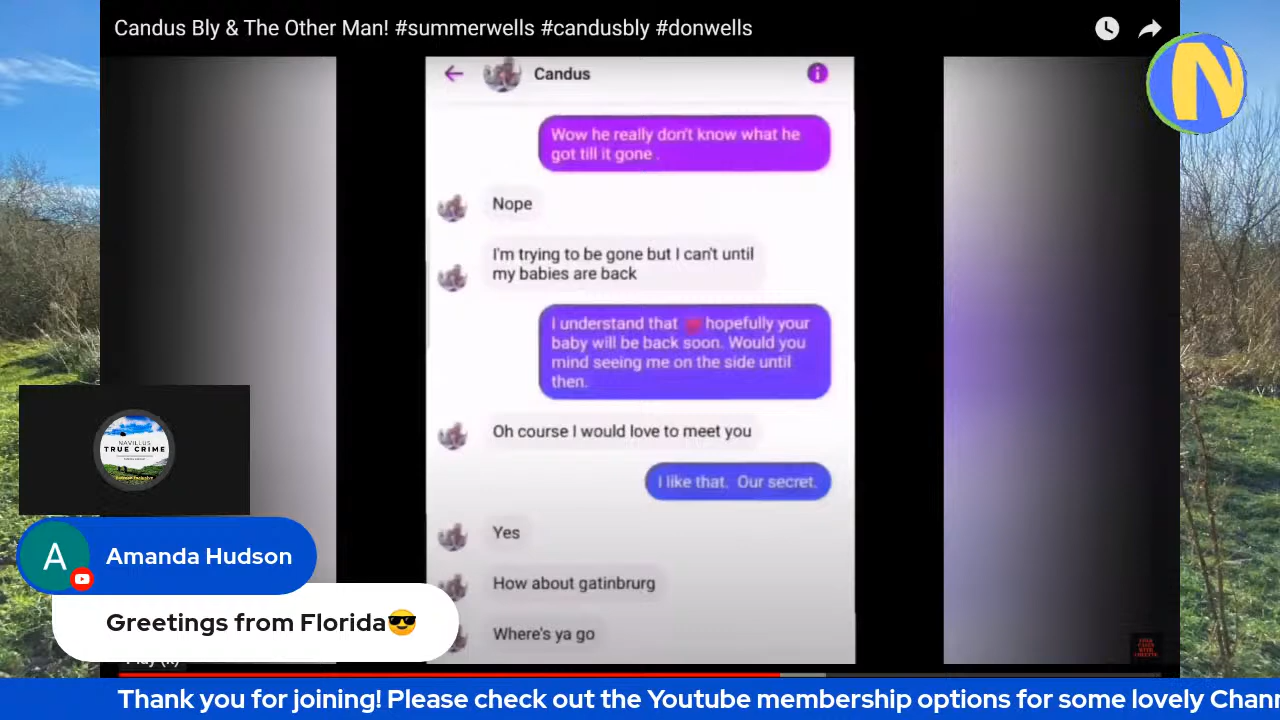 Candus Bly & The Other Man! #summerwells #candusbly #donwells
N
Candus
Wow he really don't know what he
got till it gone .
Nope
I'm trying to be gone but I can't until
my babies are back
I understand that ❤️ hopefully your
baby will be back soon. Would you
mind seeing me on the side until
then.
Oh course I would love to meet you
I like that. Our secret.
Yes
How about gatinbrurg
Where's ya go
NAVILLUS
TRUE CRIME
A
Amanda Hudson
Greetings from Florida😎
Thank you for joining! Please check out the Youtube membership options for some lovely Chann